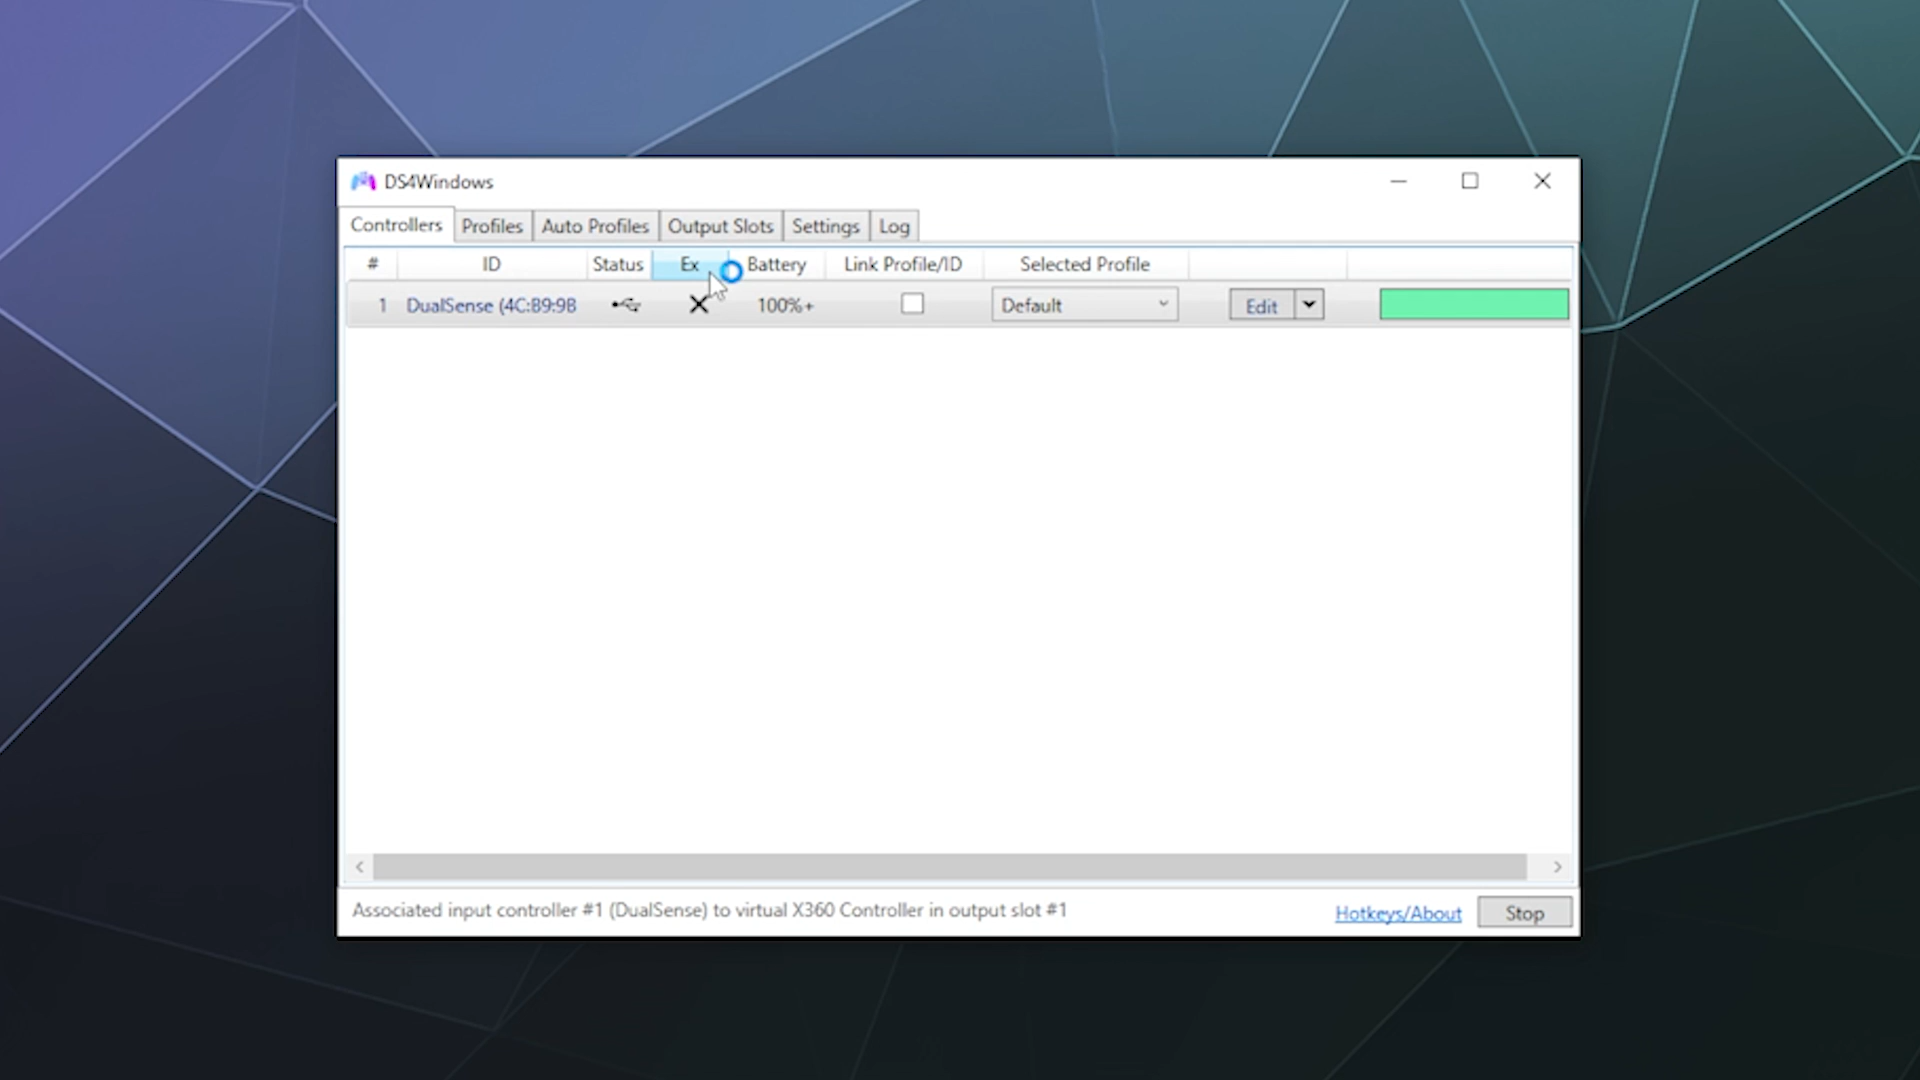 DS4Windows
Controllers Profiles Auto Profiles Output Slots Settings Log
# ID Status Ex Battery Link Profile/ID Selected Profile
1 DualSense (4C:B9:9B 100%+ Default Edit
Associated input controller #1 (DualSense) to virtual X360 Controller in output slot #1 Hotkeys/About Stop